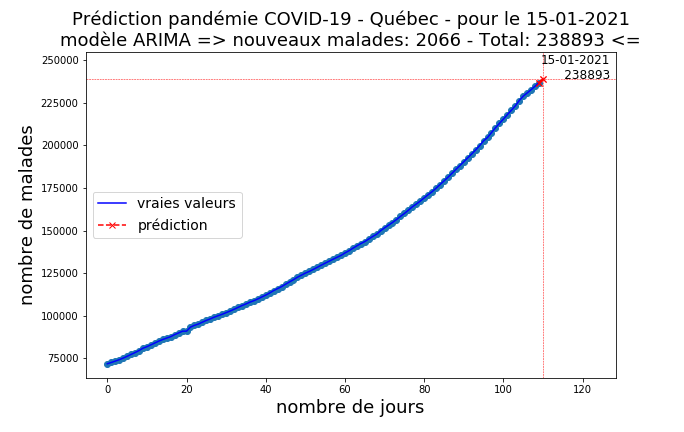 Prédiction pandémie COVID-19 - Québec - pour le 15-01-2021
modèle ARIMA => nouveaux malades: 2066 - Total: 238893 <=
15-01-2021
238893
250000
225000
200000
175000
150000
125000
100000
75000
nombre de malades
vraies valeurs
prédiction
0 20 40 60 80 100 120
nombre de jours